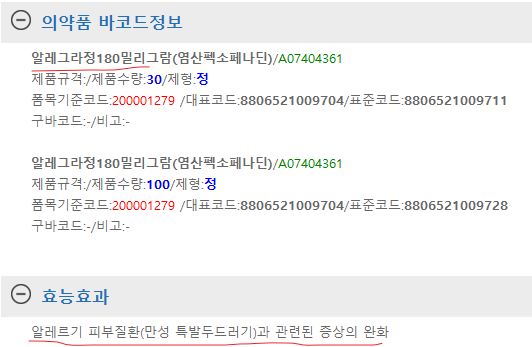 의약품 바코드정보
알레그라정180밀리그람(염산펙소페나딘)/A07404361
제품규격:/제품수량:30/제형:정
품목기준코드:200001279 /대표코드:8806521009704/표준코드:8806521009711
구바코드:-/비고:-
알레그라정180밀리그람(염산펙소페나딘)/A07404361
제품규격:/제품수량:100/제형:정
품목기준코드:200001279 /대표코드:8806521009704/표준코드:8806521009728
구바코드:-/비고:-
효능효과
알레르기 피부질환(만성 특발두드러기)과 관련된 증상의 완화